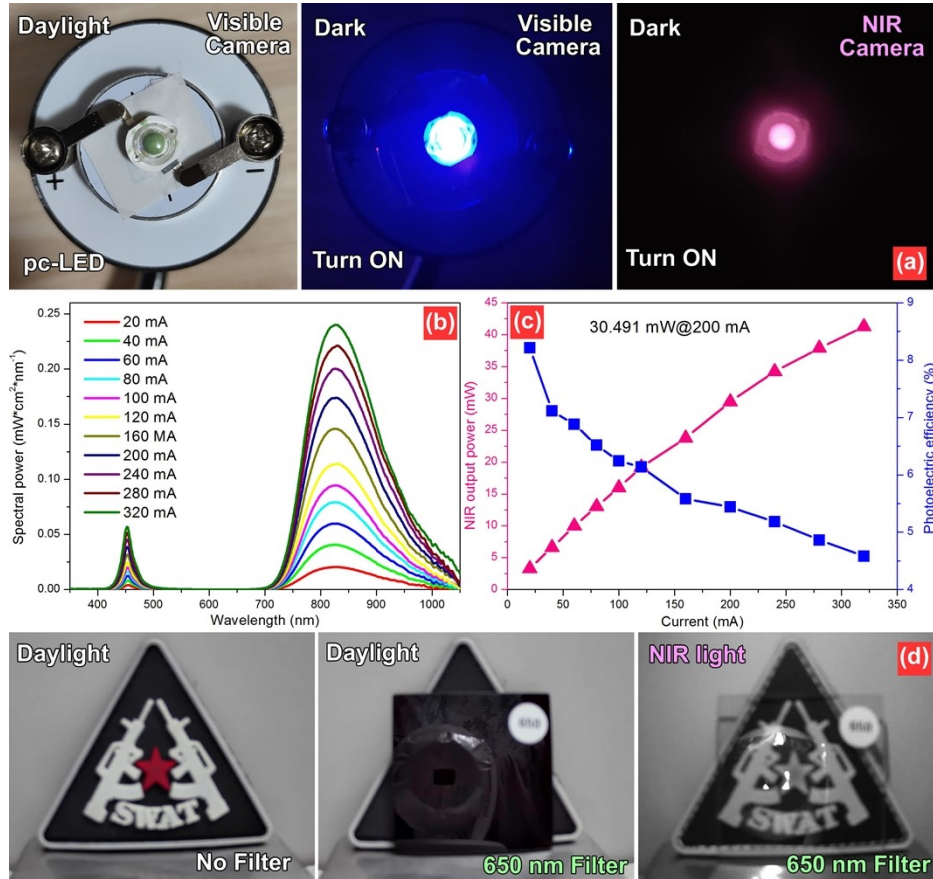 Daylight
Visible
Camera
+
−
pc-LED
Dark
Visible
Camera
Turn ON
Dark
NIR
Camera
Turn ON
(a)
0.25
0.20
0.15
0.10
0.05
0.00
Spectral power (mW*cm²*nm⁻¹)
20 mA
40 mA
60 mA
80 mA
100 mA
120 mA
160 MA
200 mA
240 mA
280 mA
320 mA
(b)
400 500 600 700 800 900 1000
Wavelength (nm)
45
40
35
30
25
20
15
10
5
0
NIR output power (mW)
(c)
30.491 mW@200 mA
9
8
7
6
5
4
Photoelectric efficiency (%)
0 50 100 150 200 250 300 350
Current (mA)
Daylight
SWAT
No Filter
Daylight
650
650 nm Filter
NIR light
(d)
650
SWAT
650 nm Filter